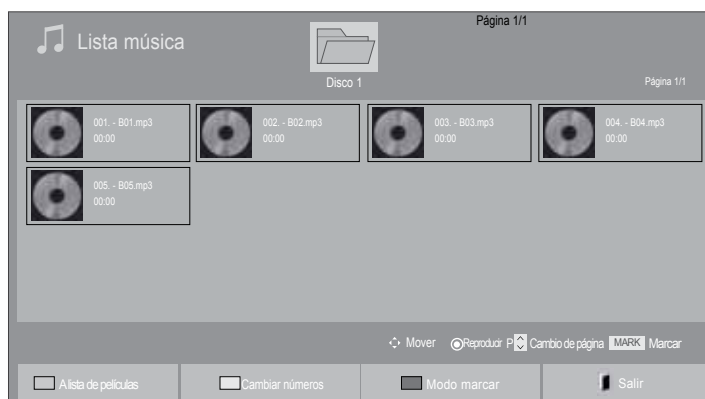 Página 1/1
Lista música
Disco 1
Página 1/1
001. - B01.mp3
00:00
002. - B02.mp3
00:00
003. - B03.mp3
00:00
004. - B04.mp3
00:00
005. - B05.mp3
00:00
Mover Reproducir P Cambio de página MARK Marcar
A lista de películas Cambiar números Modo marcar Salir